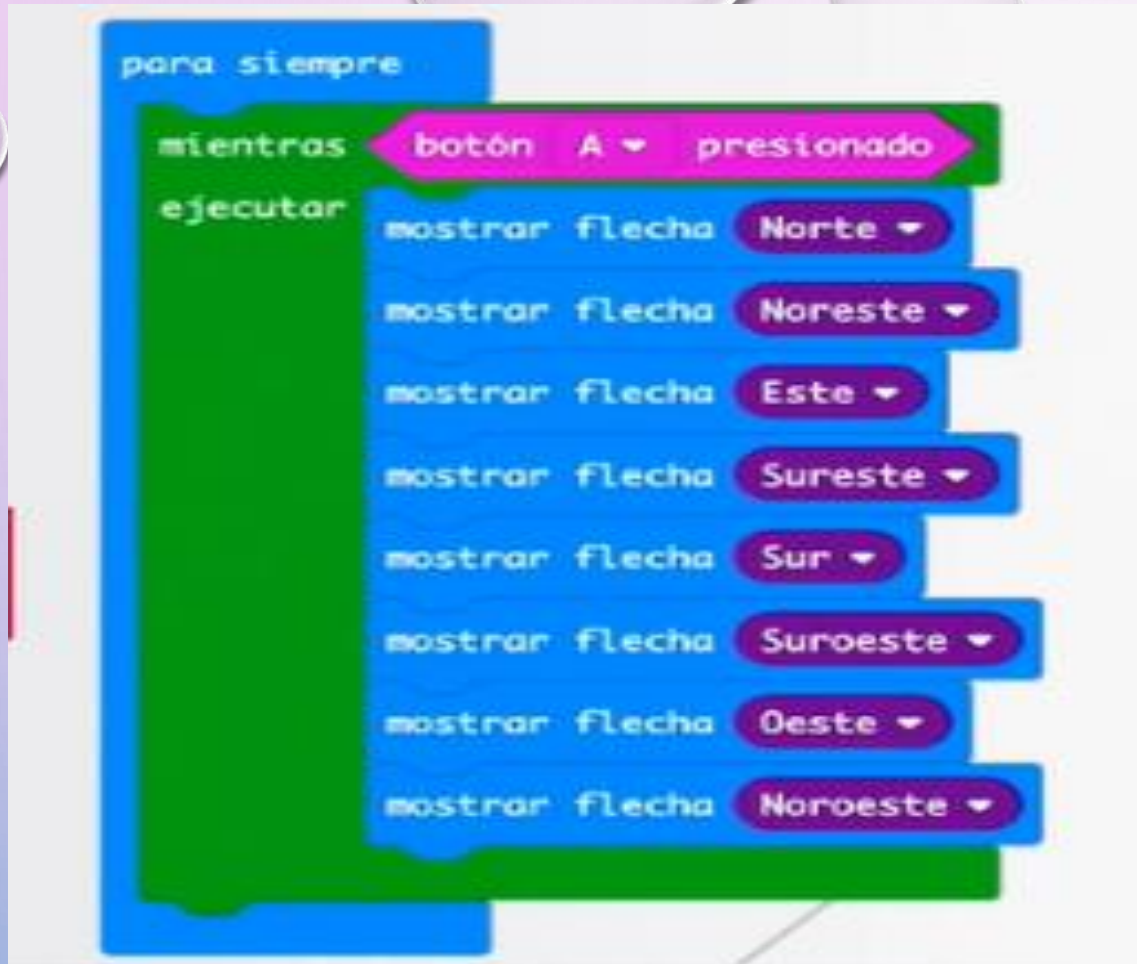 para siempre
mientras botón A presionado
ejecutar
mostrar flecha Norte
mostrar flecha Noreste
mostrar flecha Este
mostrar flecha Sureste
mostrar flecha Sur
mostrar flecha Suroeste
mostrar flecha Oeste
mostrar flecha Noroeste